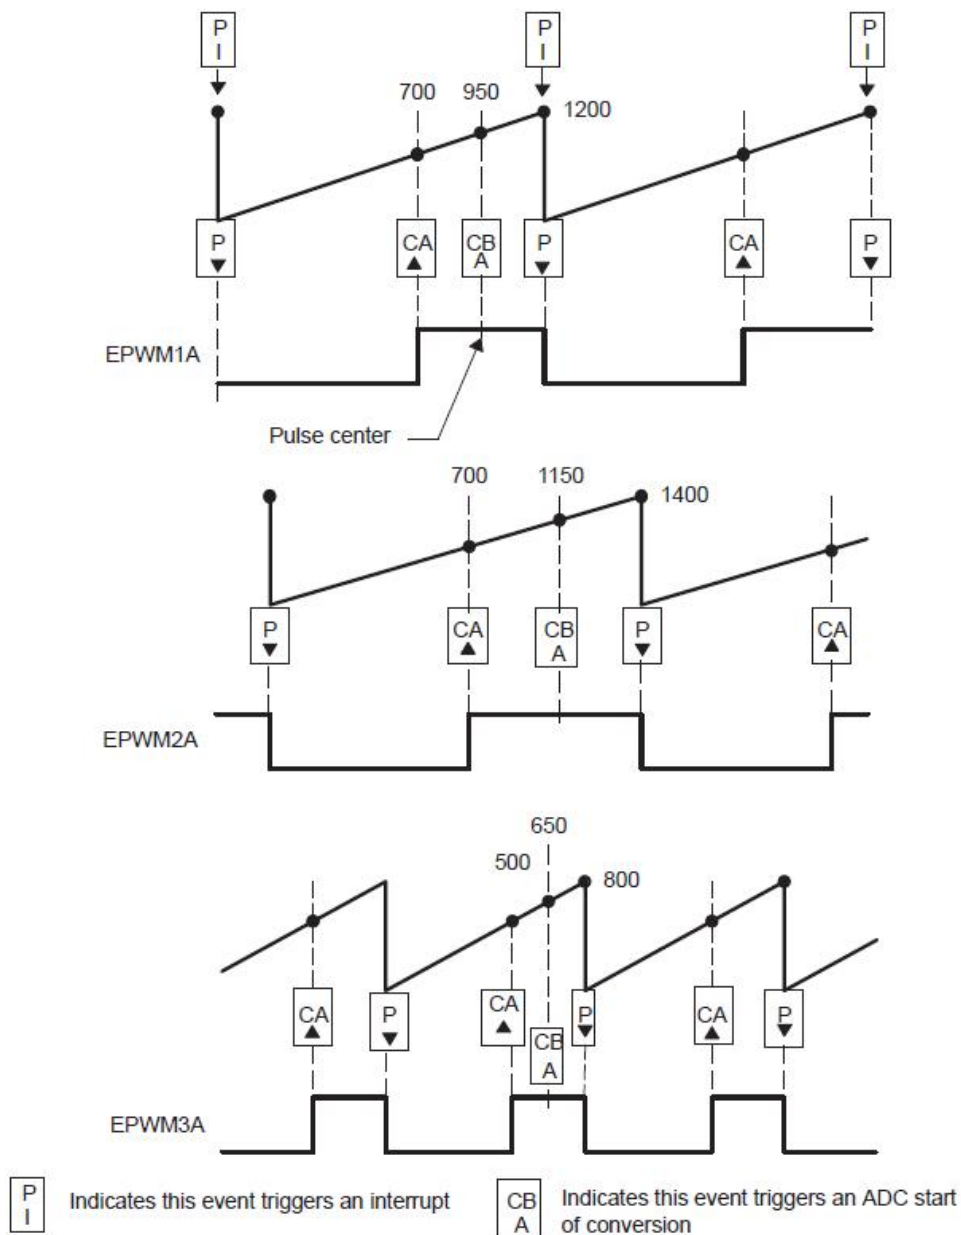 P
I
P
I
P
I
700
950
1200
P
CA
CB
A
P
CA
P
EPWM1A
Pulse center
700
1150
1400
P
CA
CB
A
P
CA
EPWM2A
650
500
800
CA
P
CA
CB
A
P
CA
P
EPWM3A
P
I
Indicates this event triggers an interrupt
CB
A
Indicates this event triggers an ADC start
of conversion